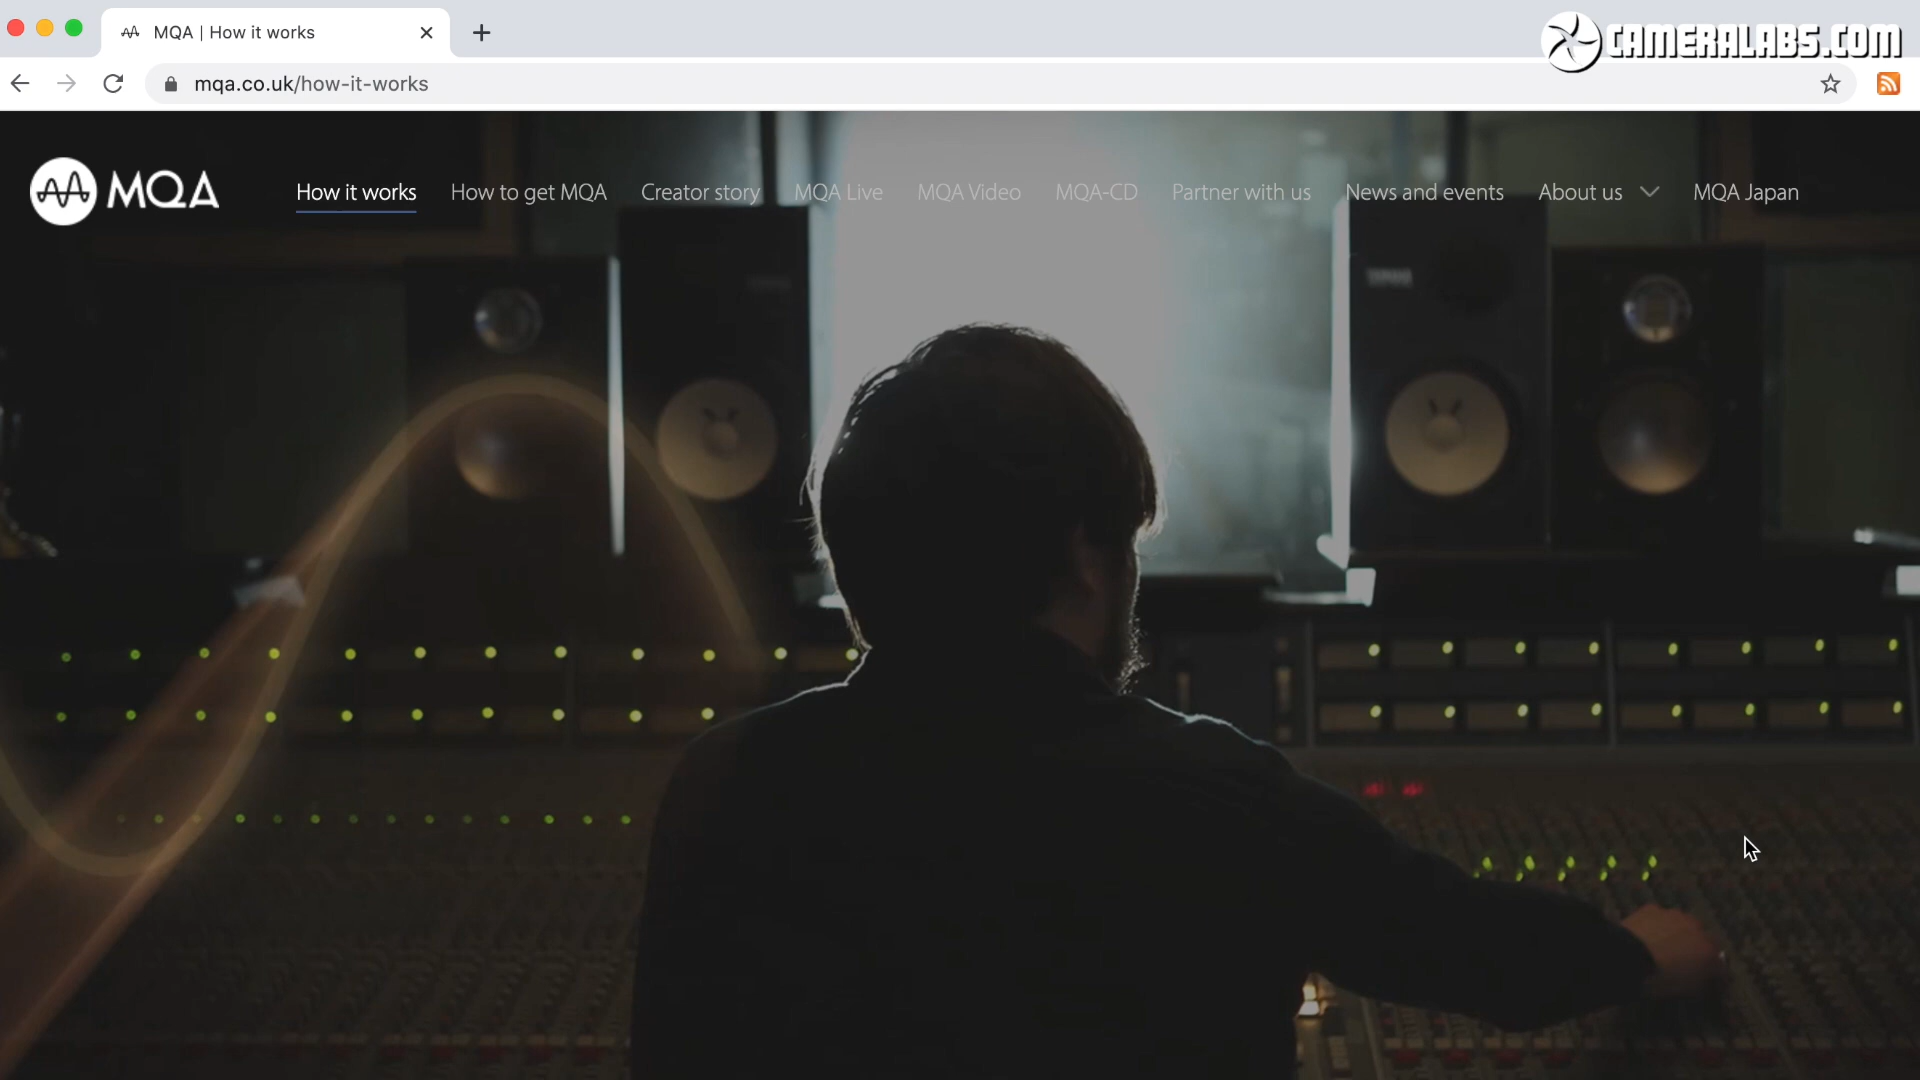 MQA | How it works
CAMERALABS.COM
mqa.co.uk/how-it-works
MQA
How it works
How to get MQA
Creator story
MQA Live
MQA Video
MQA-CD
Partner with us
News and events
About us
MQA Japan